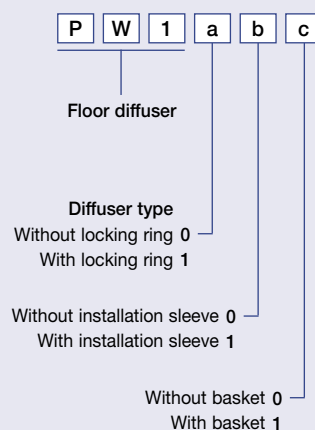 P W 1 a b c
Floor diffuser
Diffuser type
Without locking ring 0
With locking ring 1
Without installation sleeve 0
With installation sleeve 1
Without basket 0
With basket 1